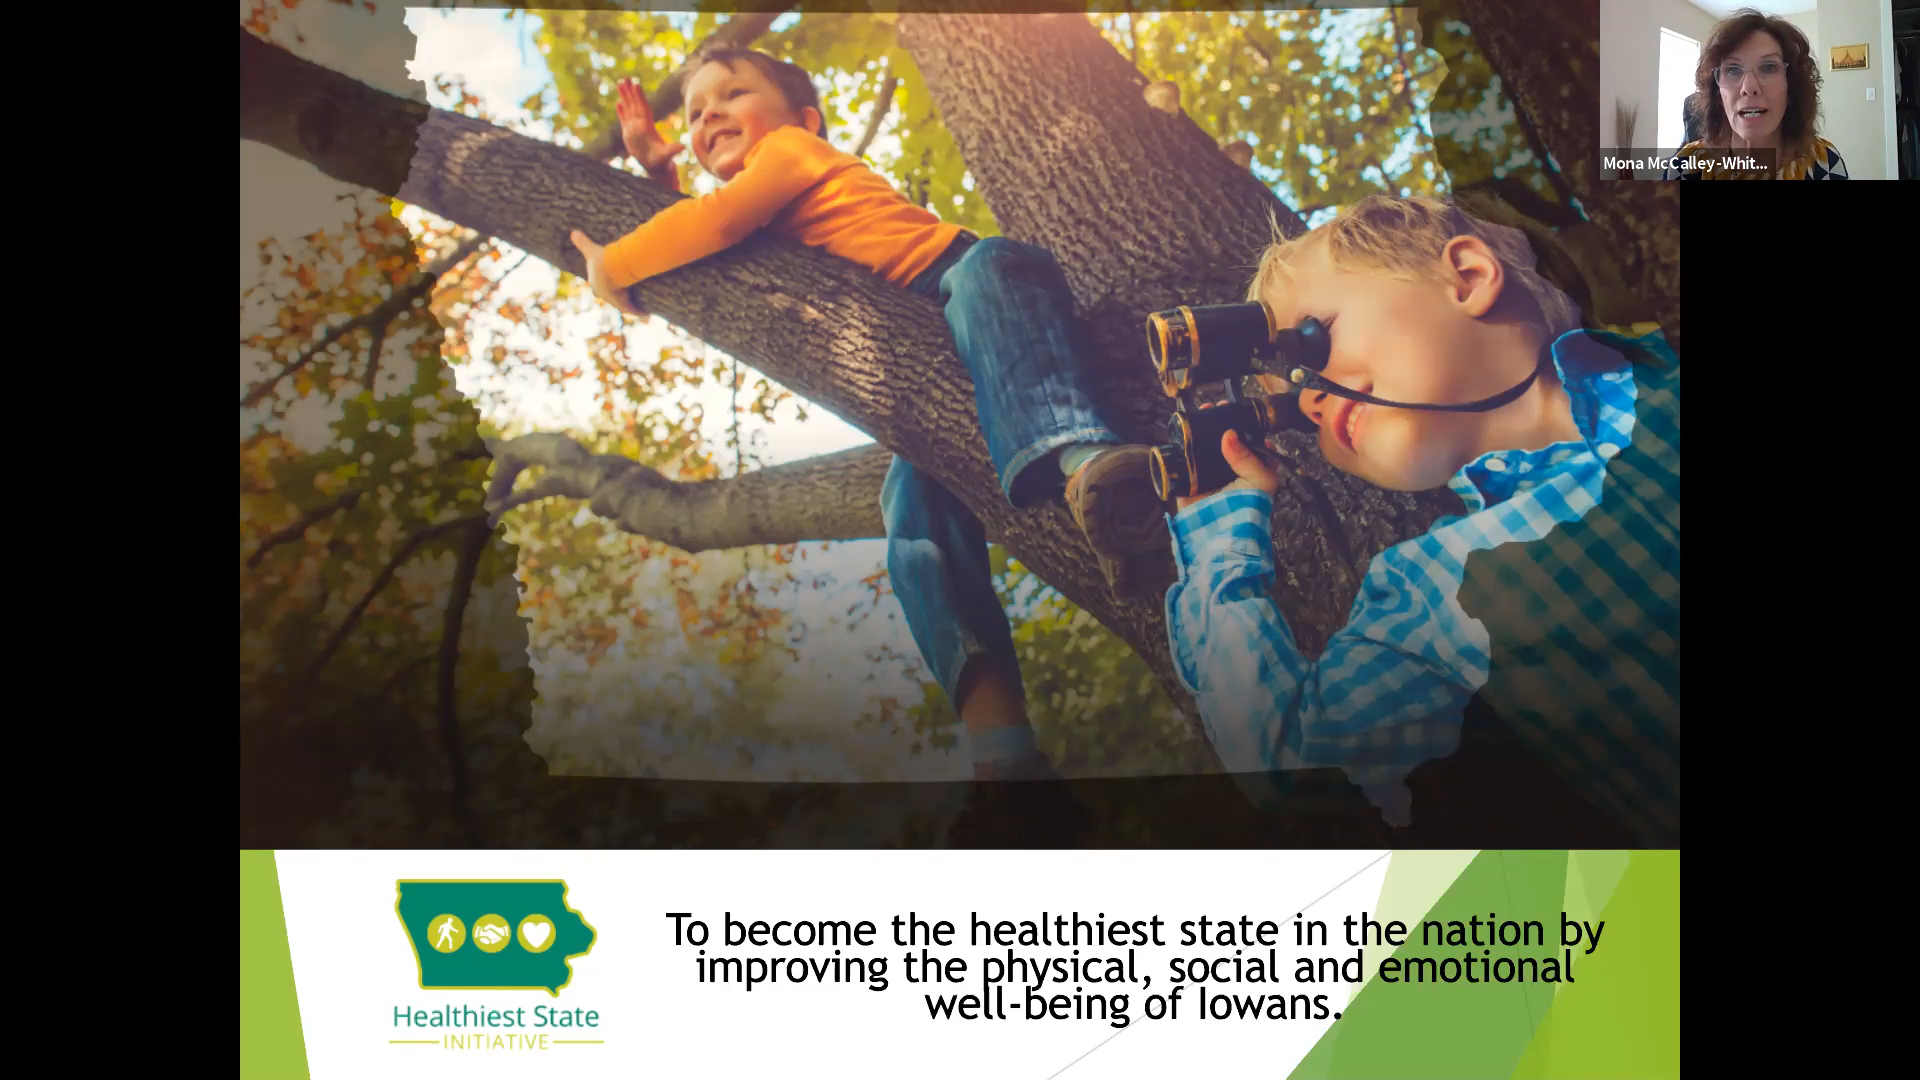 Mona McCalley-Whit...
To become the healthiest state in the nation by
improving the physical, social and emotional
well-being of Iowans.
Healthiest State
INITIATIVE